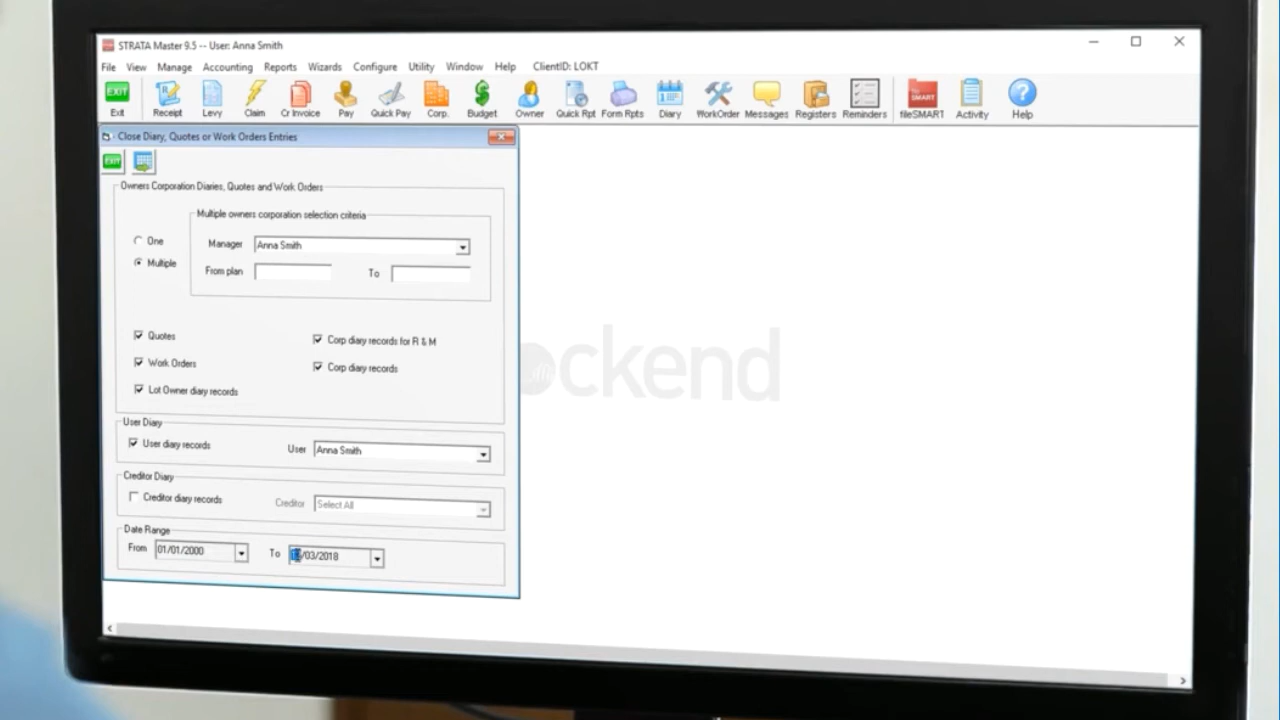 STRATA Master 9.5 -- User: Anna Smith
File View Manage Accounting Reports Wizards Configure Utility Window Help ClientID: LOKT
EXIT
SMART
Exit Receipt Levy Claim Cr Invoice Pay Quick Pay Corp. Budget Owner Quick Rpt Form Rpts Diary WorkOrder Messages Registers Reminders fileSMART Activity Help
Close Diary, Quotes or Work Orders Entries
EXIT
Owners Corporation Diaries, Quotes and Work Orders
Multiple owners corporation selection criteria
One
Manager Anna Smith
Multiple
From plan To
Quotes
Corp diary records for R & M
Work Orders
Corp diary records
Lot Owner diary records
User Diary
User diary records User Anna Smith
Creditor Diary
Creditor diary records Creditor Select All
Date Range
From 01/01/2000 To /03/2018
ckend